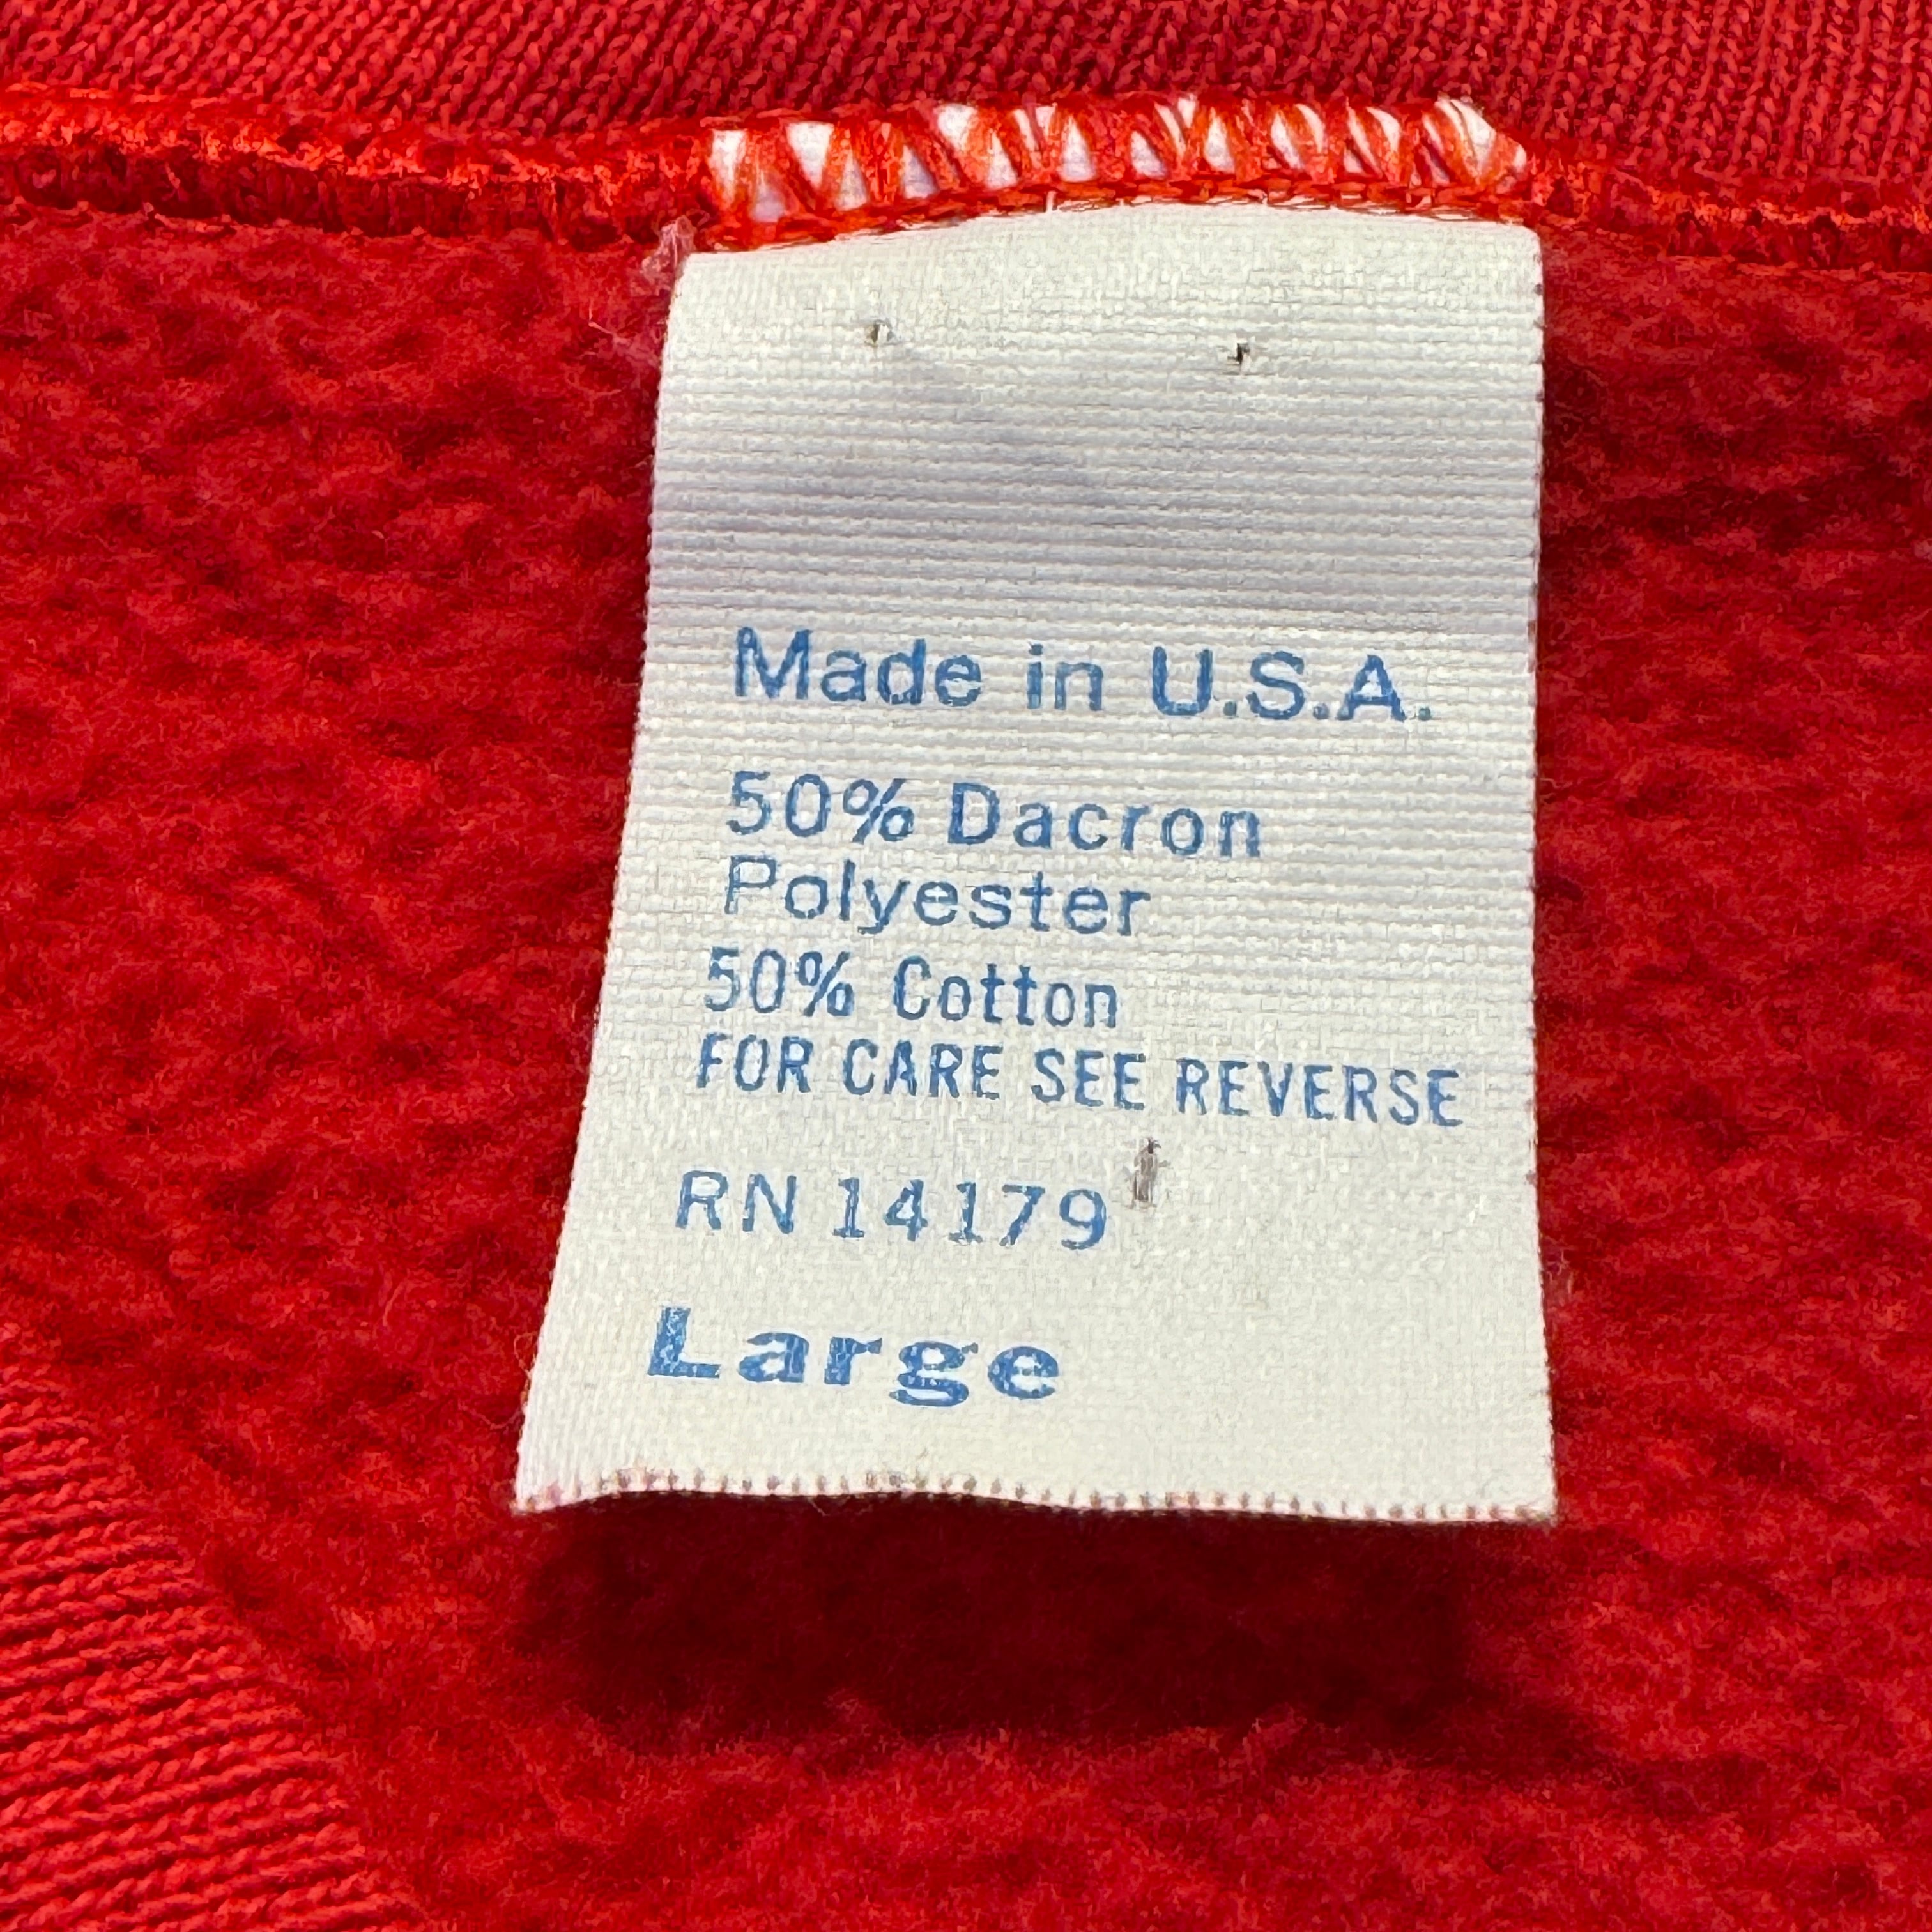 Made in U.S.A.
50% Dacron
Polyester
50% Cotton
FOR CARE SEE REVERSE
RN 14179
Large